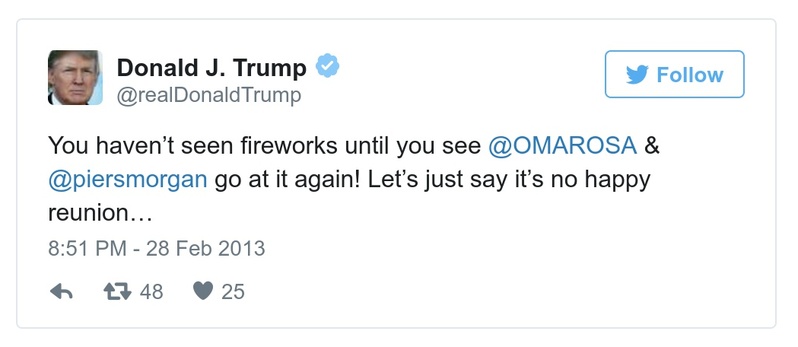 Donald J. Trump
@realDonaldTrump
Follow
You haven’t seen fireworks until you see @OMAROSA &
@piersmorgan go at it again! Let’s just say it’s no happy
reunion…
8:51 PM - 28 Feb 2013
48 25